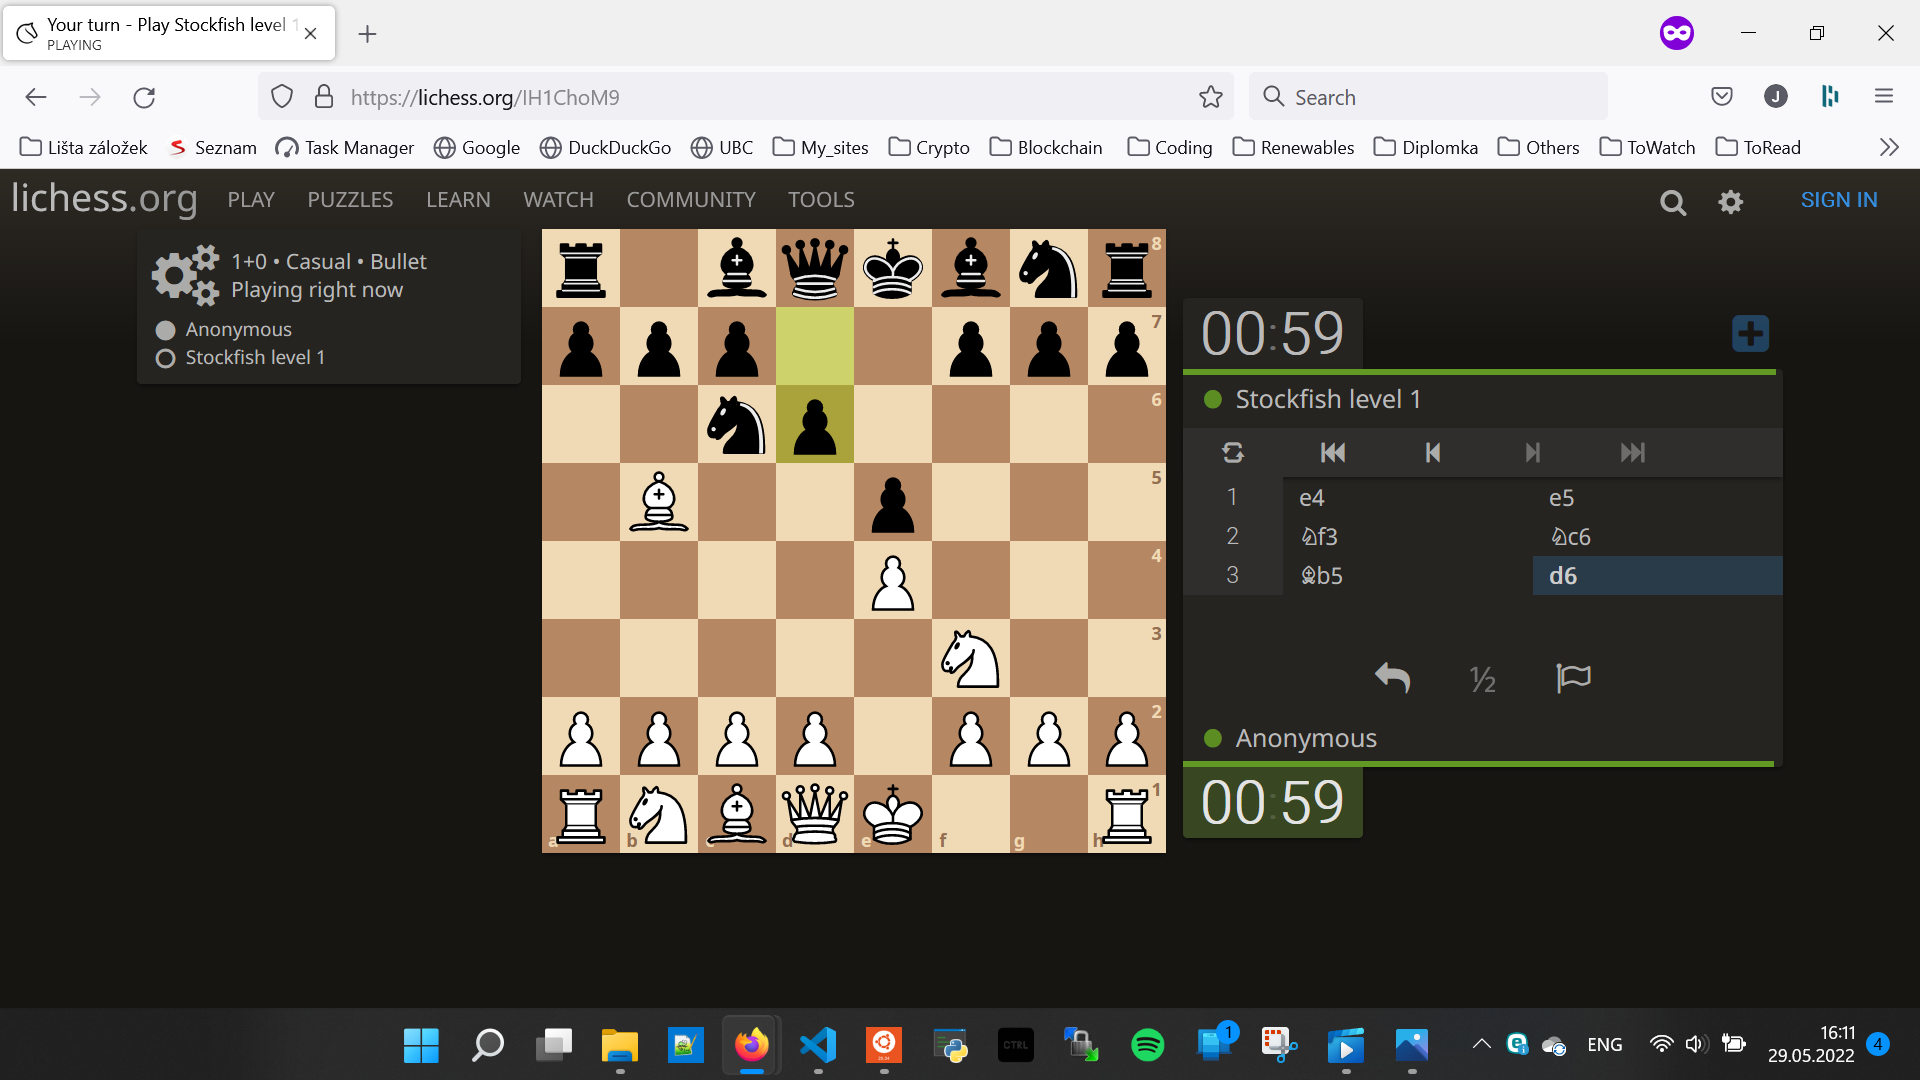 Your turn - Play Stockfish level 1
PLAYING
https://lichess.org/IH1ChoM9
Search
J
Lišta záložek
Seznam
Task Manager
Google
DuckDuckGo
UBC
My_sites
Crypto
Blockchain
Coding
Renewables
Diplomka
Others
ToWatch
ToRead
lichess.org
PLAY
PUZZLES
LEARN
WATCH
COMMUNITY
TOOLS
SIGN IN
1+0 • Casual • Bullet
Playing right now
Anonymous
Stockfish level 1
8
7
6
5
4
3
2
1
a
b
c
d
e
f
g
h
00:59
Stockfish level 1
1 e4 e5
2 ♘f3 ♘c6
3 ♗b5 d6
½
Anonymous
00:59
CTRL
1
ENG
16:11
29.05.2022
4